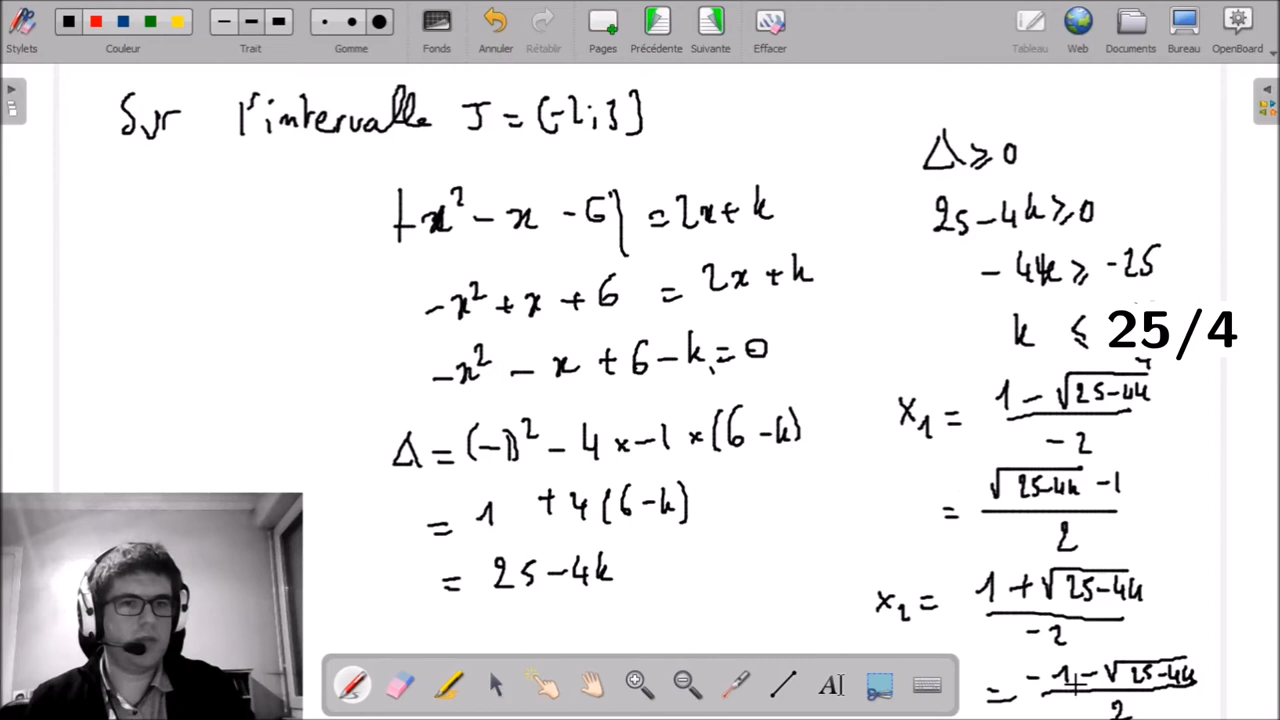 Stylets Couleur Trait Gomme Fonds Annuler Rétablir Pages Précédente Suivante Effacer Tableau Web Documents Bureau OpenBoard
Sur l'intervalle J = [-2;3]
|x² - x - 6| = 2x + k
-x² + x + 6 = 2x + k
-x² - x + 6 - k = 0
Δ = (-1)² - 4 x -1 x (6 - k)
= 1 + 4(6 - k)
= 25 - 4k
Δ ≥ 0
25 - 4k ≥ 0
- 4k ≥ -25
k ≤ 25/4
x₁ = (1 - √(25-4k)) / -2
= (√(25-4k) - 1) / 2
x₂ = (1 + √(25-4k)) / -2
= (-1 - √(25-4k)) / 2